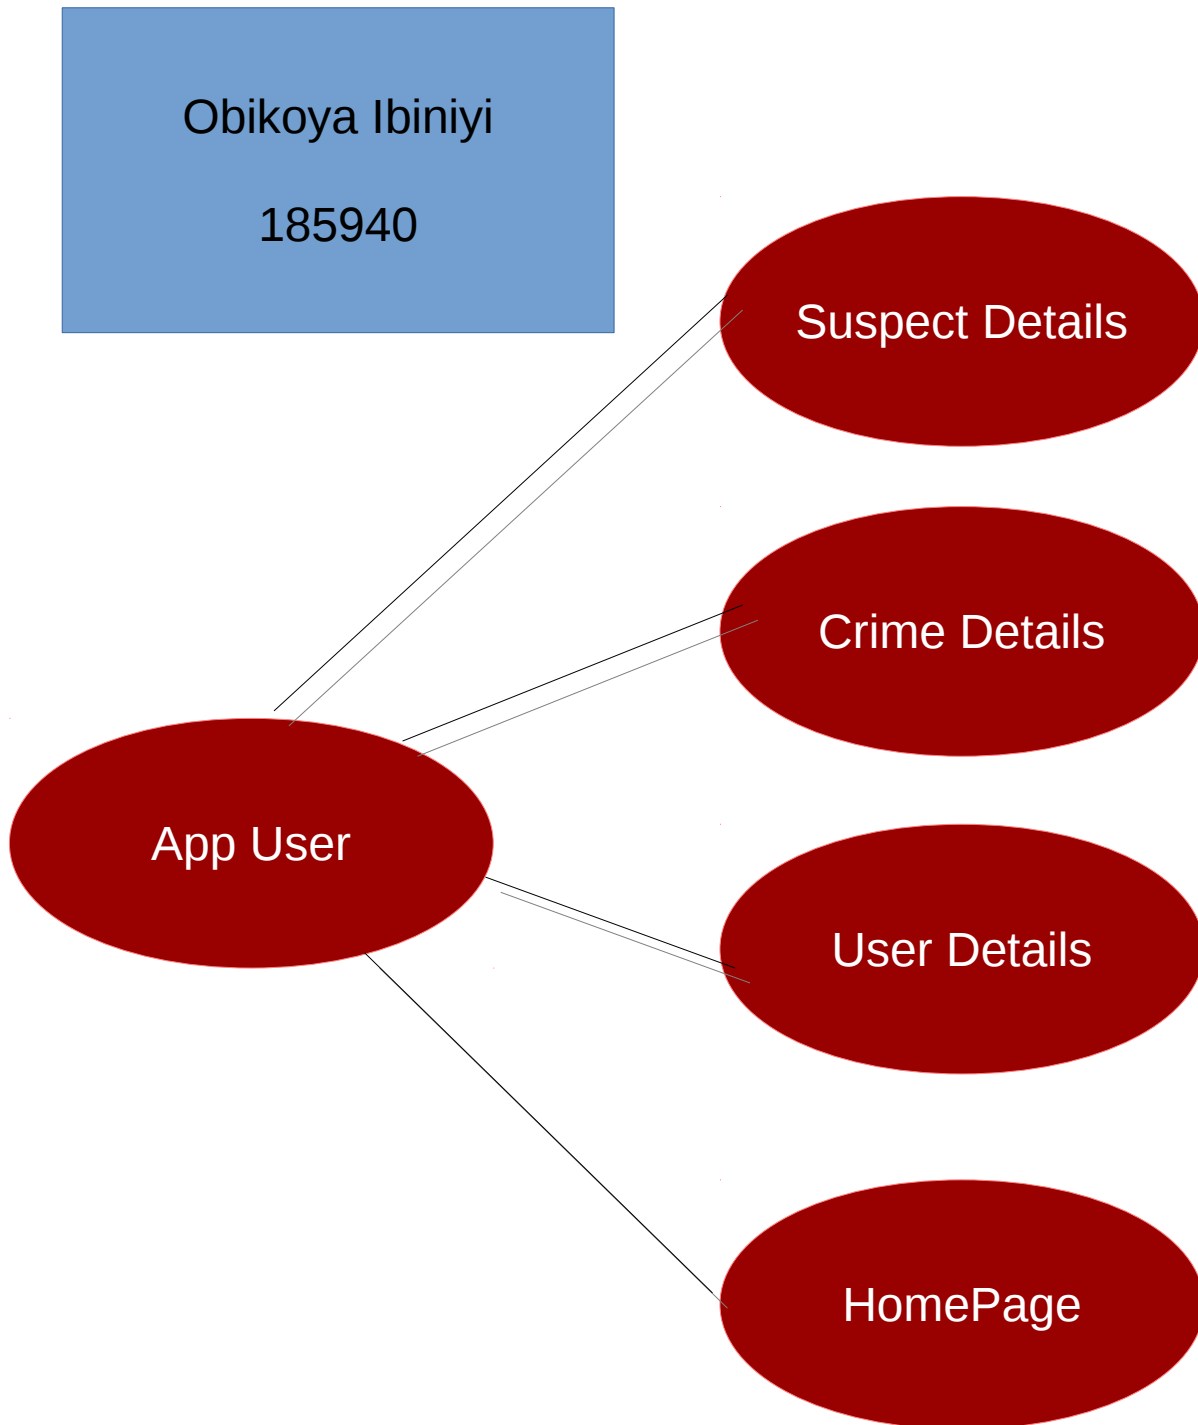 Obikoya Ibiniyi
185940
Suspect Details
Crime Details
App User
User Details
HomePage